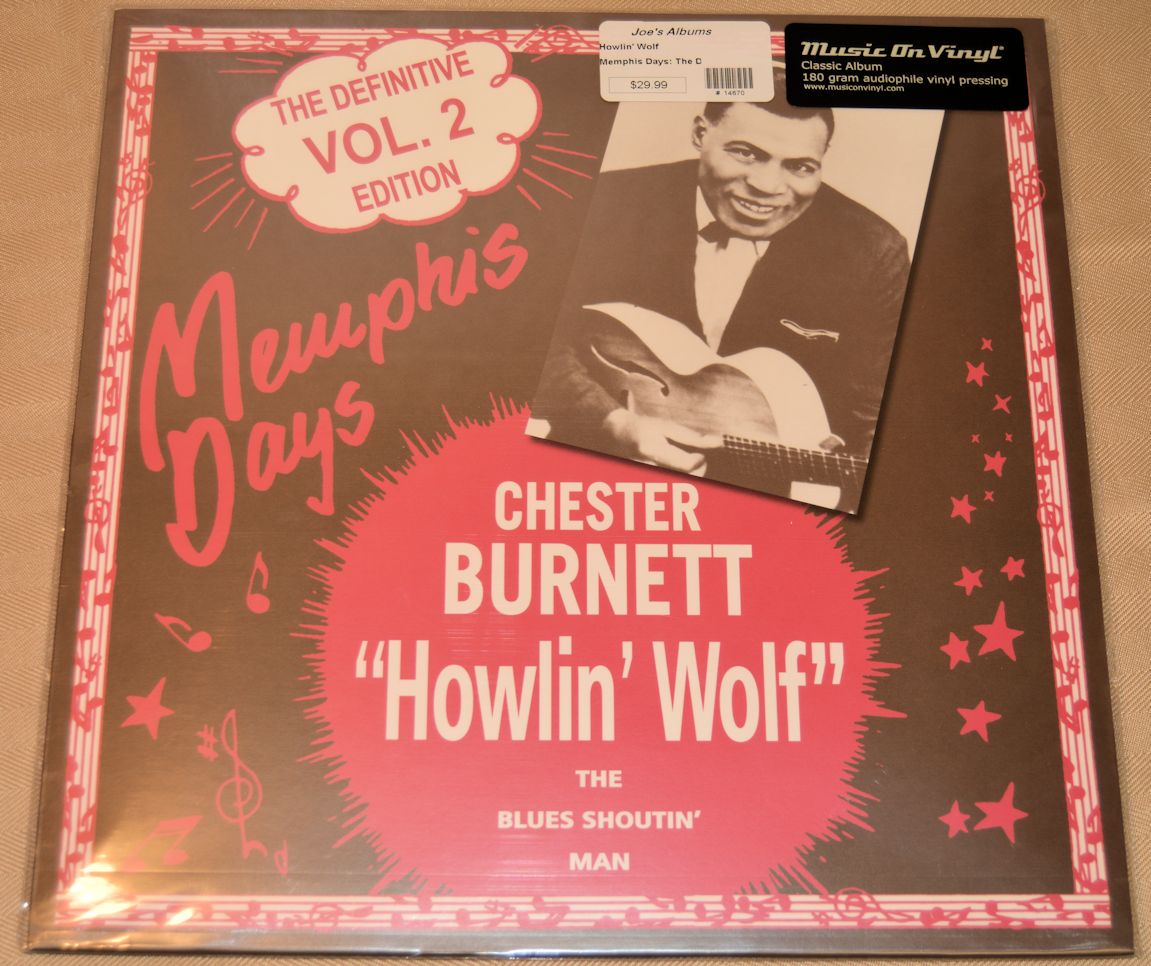 Joe's Albums
Howlin' Wolf
Memphis Days: The D
$29.99
# 14670
Music On Vinyl
Classic Album
180 gram audiophile vinyl pressing
www.musiconvinyl.com
THE DEFINITIVE
VOL. 2
EDITION
Memphis
Days
CHESTER
BURNETT
“Howlin’ Wolf”
THE
BLUES SHOUTIN’
MAN